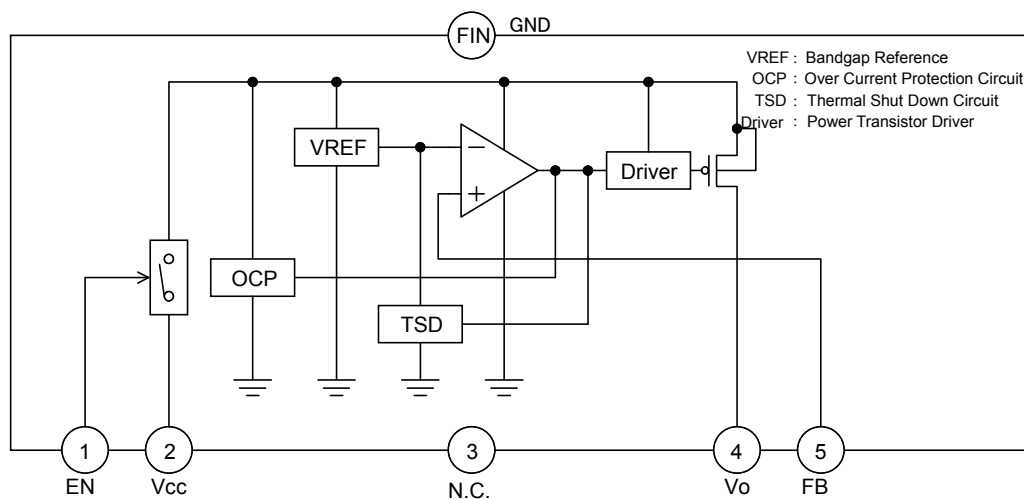 FIN GND
VREF : Bandgap Reference
OCP : Over Current Protection Circuit
TSD : Thermal Shut Down Circuit
Driver : Power Transistor Driver
VREF
−
+
Driver
OCP
TSD
1
2
3
4
5
EN
Vcc
N.C.
Vo
FB